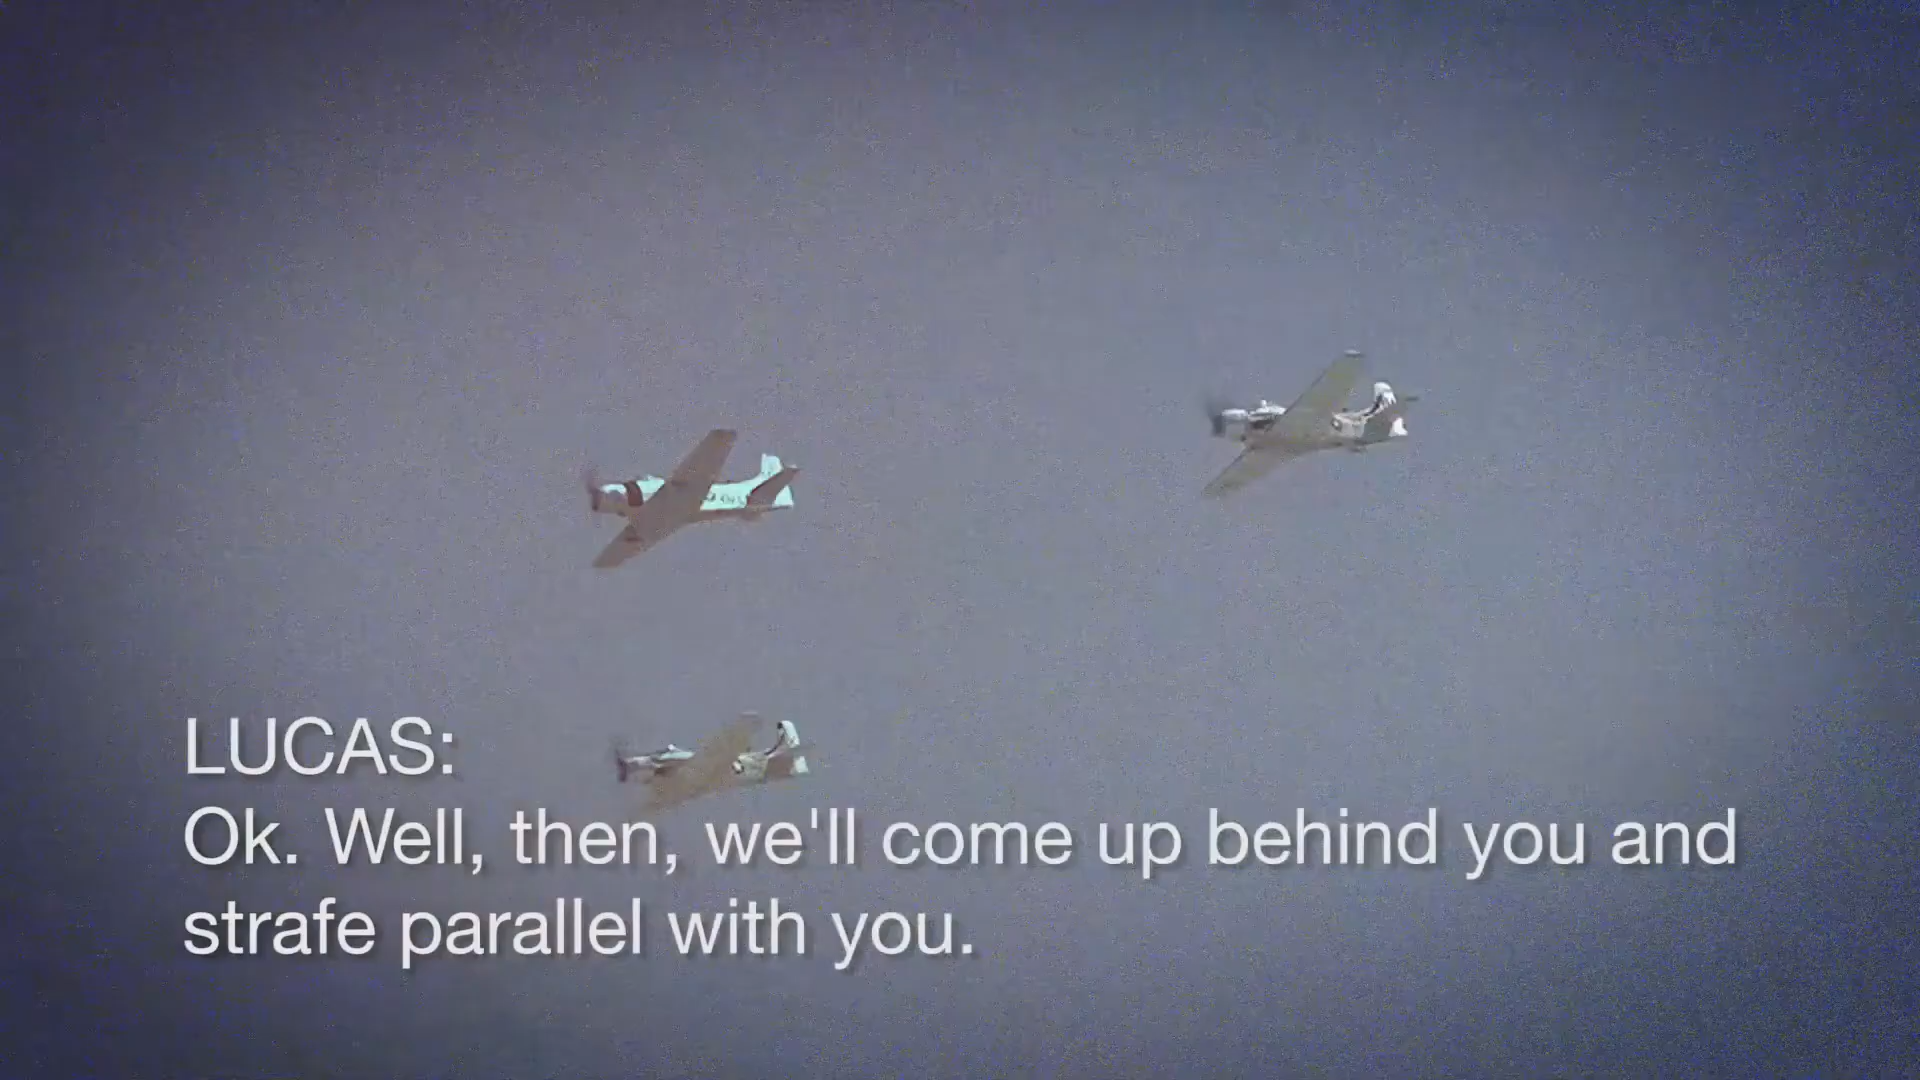 LUCAS:
Ok. Well, then, we'll come up behind you and
strafe parallel with you.